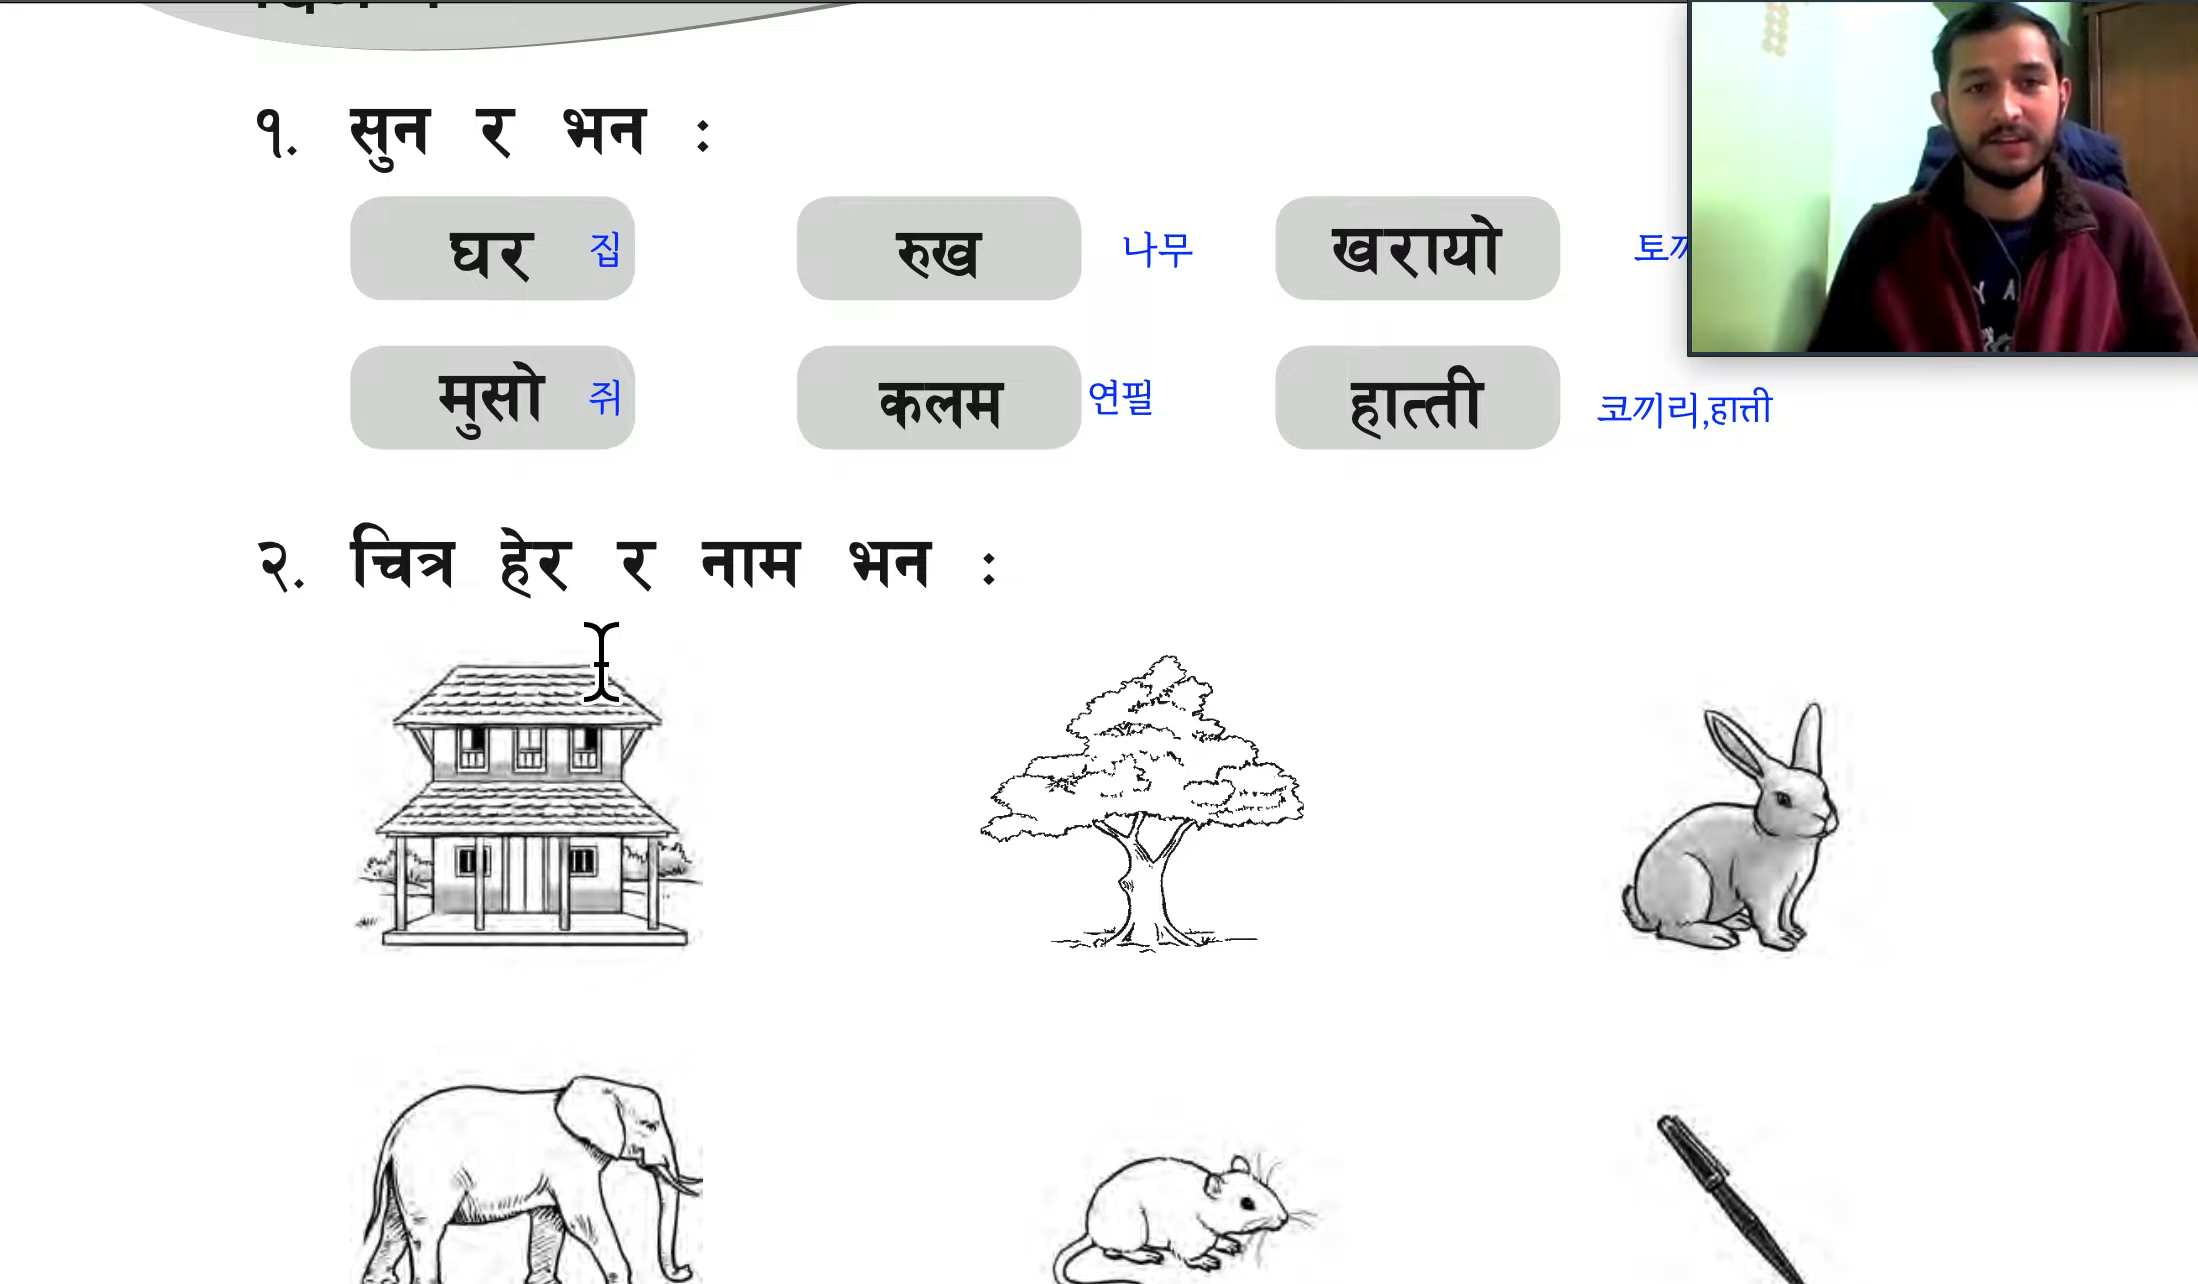 १. सुन र भन :
घर 집 रुख 나무 खरायो
मुसो 쥐 कलम 연필 हात्ती 코끼리,हात्ती
२. चित्र हेर र नाम भन :